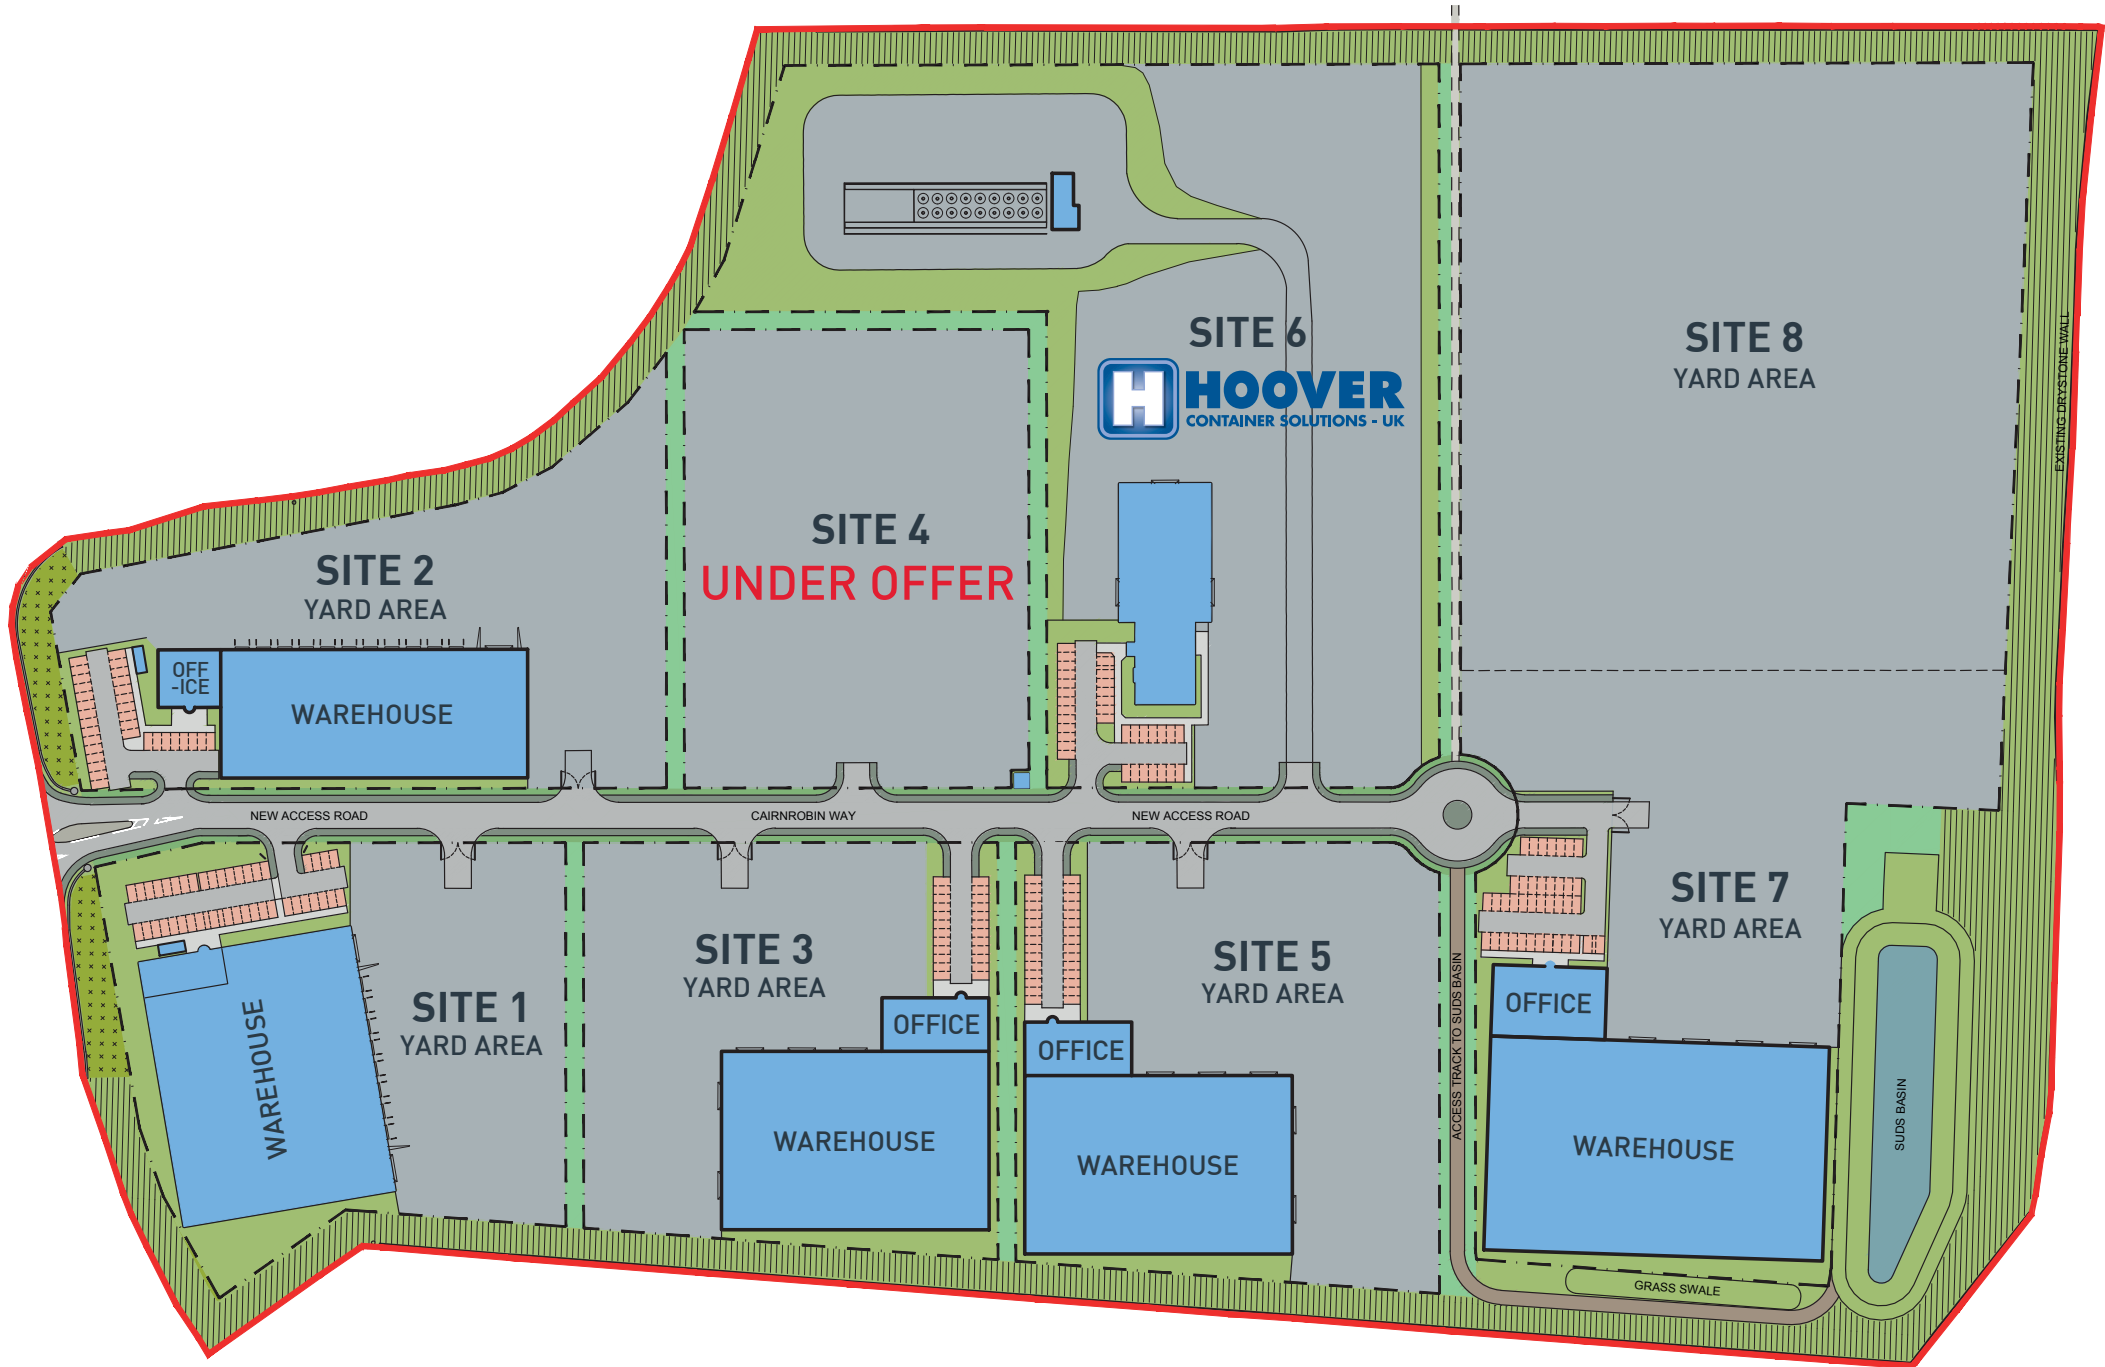 SITE 6
H HOOVER
CONTAINER SOLUTIONS - UK
SITE 8
YARD AREA
EXISTING DRYSTONE WALL
SITE 4
UNDER OFFER
SITE 2
YARD AREA
OFF
-ICE
WAREHOUSE
NEW ACCESS ROAD
CAIRNROBIN WAY
NEW ACCESS ROAD
SITE 7
YARD AREA
SITE 3
YARD AREA
SITE 5
YARD AREA
SITE 1
YARD AREA
WAREHOUSE
OFFICE
WAREHOUSE
OFFICE
WAREHOUSE
ACCESS TRACK TO SUDS BASIN
OFFICE
WAREHOUSE
SUDS BASIN
GRASS SWALE